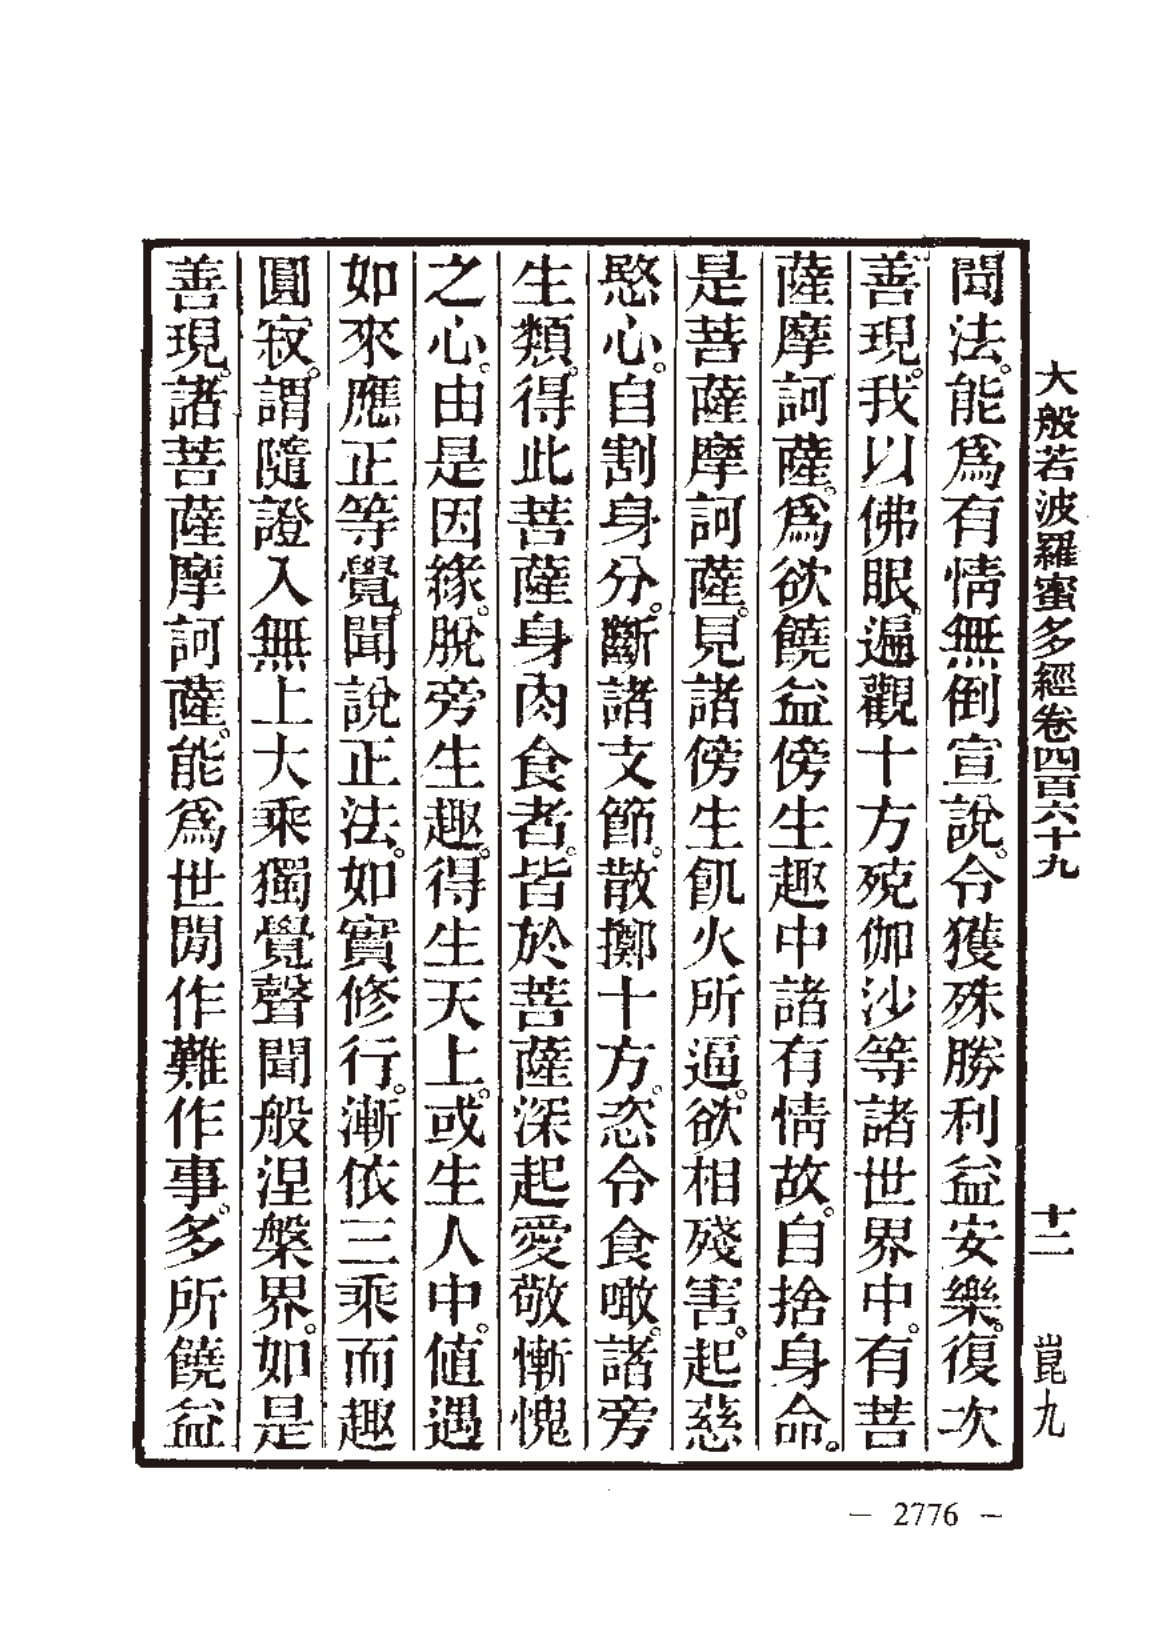 大般若波羅蜜多經卷四百六十九 十二 崑九
聞法。能爲有情無倒宣說。令獲殊勝利益安樂。復次
善現。我以佛眼。遍觀十方殑伽沙等諸世界中。有菩
薩摩訶薩。爲欲饒益傍生趣中諸有情故。自捨身命。
是菩薩摩訶薩。見諸傍生飢火所逼。欲相殘害。起慈
愍心。自割身分。斷諸支節。散擲十方。恣令食噉。諸旁
生類。得此菩薩身肉食者。皆於菩薩深起愛敬慚愧
之心。由是因緣。脫旁生趣。得生天上。或生人中。値遇
如來應正等覺。聞說正法。如實修行。漸依三乘而趣
圓寂。謂隨證入無上大乘獨覺聲聞般涅槃界。如是
善現。諸菩薩摩訶薩。能爲世閒作難作事。多所饒益
— 2776 —